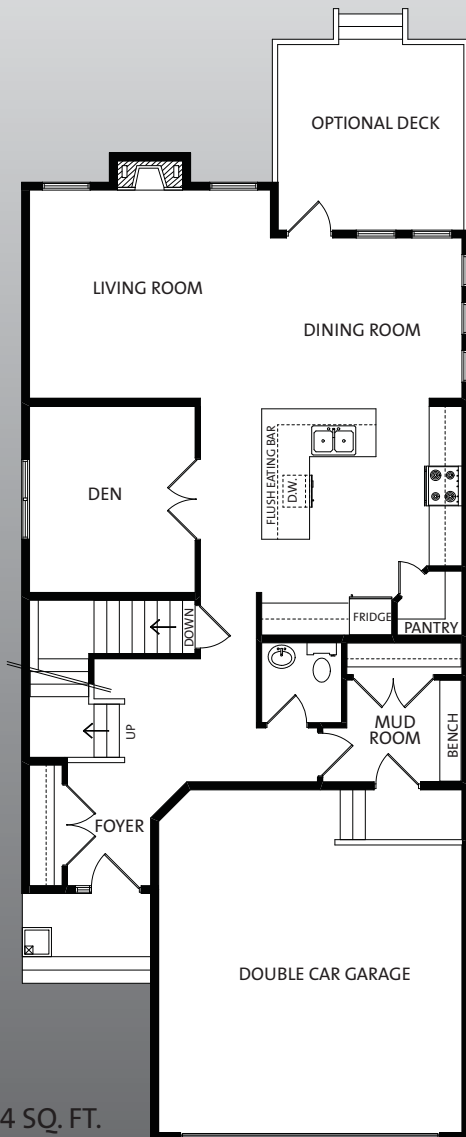 OPTIONAL DECK
LIVING ROOM
DINING ROOM
FLUSH EATING BAR
D.W.
DEN
FRIDGE
PANTRY
DOWN
UP
MUD
ROOM
BENCH
FOYER
DOUBLE CAR GARAGE
4 SQ. FT.